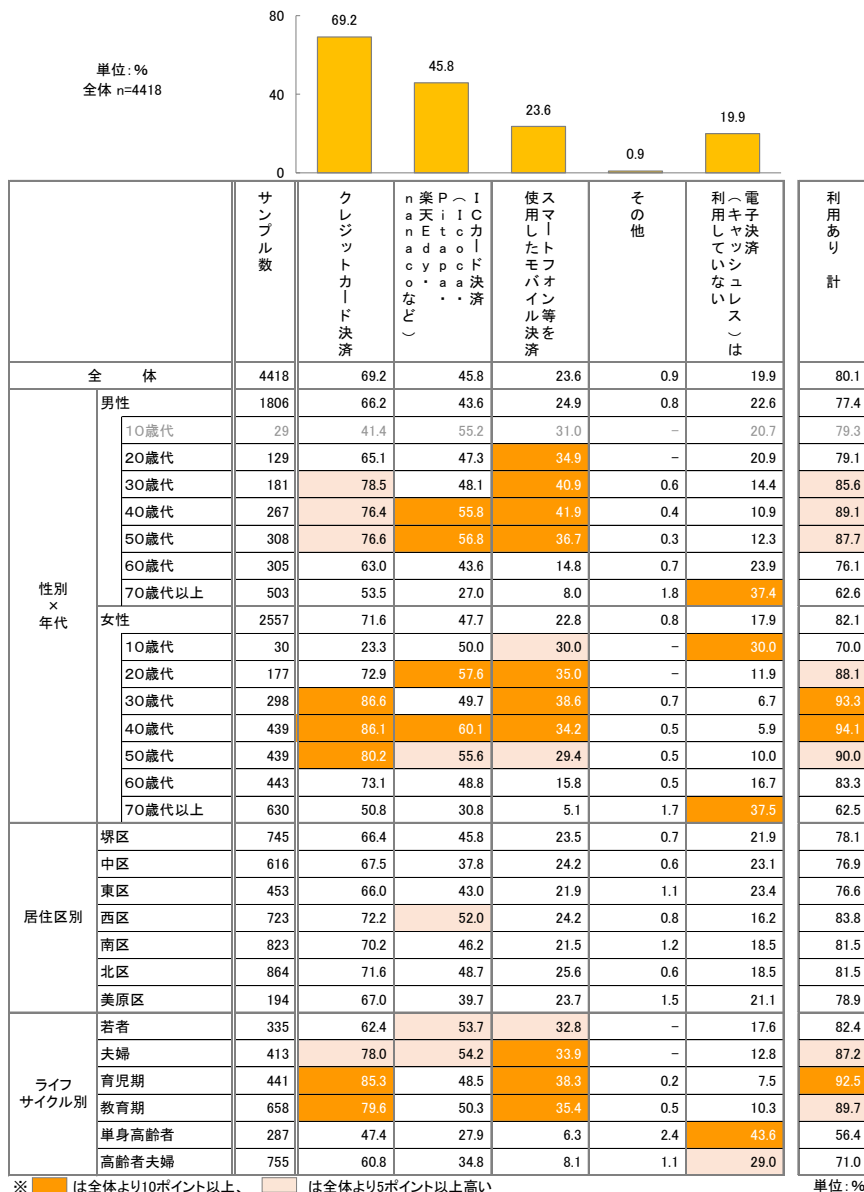 単位:%
全体 n=4418
80
40
0
69.2
45.8
23.6
0.9
19.9
サンプル数
クレジットカード決済
ICカード決済
(Icoca・
Pitapa・
楽天Edy・
nanacoなど)
スマートフォン等を
使用したモバイル決済
その他
電子決済
(キャッシュレス)は
利用していない
利用あり 計
全 体 4418 69.2 45.8 23.6 0.9 19.9 80.1
性別
×
年代
男性 1806 66.2 43.6 24.9 0.8 22.6 77.4
10歳代 29 41.4 55.2 31.0 － 20.7 79.3
20歳代 129 65.1 47.3 34.9 － 20.9 79.1
30歳代 181 78.5 48.1 40.9 0.6 14.4 85.6
40歳代 267 76.4 55.8 41.9 0.4 10.9 89.1
50歳代 308 76.6 56.8 36.7 0.3 12.3 87.7
60歳代 305 63.0 43.6 14.8 0.7 23.9 76.1
70歳代以上 503 53.5 27.0 8.0 1.8 37.4 62.6
女性 2557 71.6 47.7 22.8 0.8 17.9 82.1
10歳代 30 23.3 50.0 30.0 － 30.0 70.0
20歳代 177 72.9 57.6 35.0 － 11.9 88.1
30歳代 298 86.6 49.7 38.6 0.7 6.7 93.3
40歳代 439 86.1 60.1 34.2 0.5 5.9 94.1
50歳代 439 80.2 55.6 29.4 0.5 10.0 90.0
60歳代 443 73.1 48.8 15.8 0.5 16.7 83.3
70歳代以上 630 50.8 30.8 5.1 1.7 37.5 62.5
居住区別
堺区 745 66.4 45.8 23.5 0.7 21.9 78.1
中区 616 67.5 37.8 24.2 0.6 23.1 76.9
東区 453 66.0 43.0 21.9 1.1 23.4 76.6
西区 723 72.2 52.0 24.2 0.8 16.2 83.8
南区 823 70.2 46.2 21.5 1.2 18.5 81.5
北区 864 71.6 48.7 25.6 0.6 18.5 81.5
美原区 194 67.0 39.7 23.7 1.5 21.1 78.9
ライフ
サイクル別
若者 335 62.4 53.7 32.8 － 17.6 82.4
夫婦 413 78.0 54.2 33.9 － 12.8 87.2
育児期 441 85.3 48.5 38.3 0.2 7.5 92.5
教育期 658 79.6 50.3 35.4 0.5 10.3 89.7
単身高齢者 287 47.4 27.9 6.3 2.4 43.6 56.4
高齢者夫婦 755 60.8 34.8 8.1 1.1 29.0 71.0
※ は全体より10ポイント以上、 は全体より5ポイント以上高い
単位:%